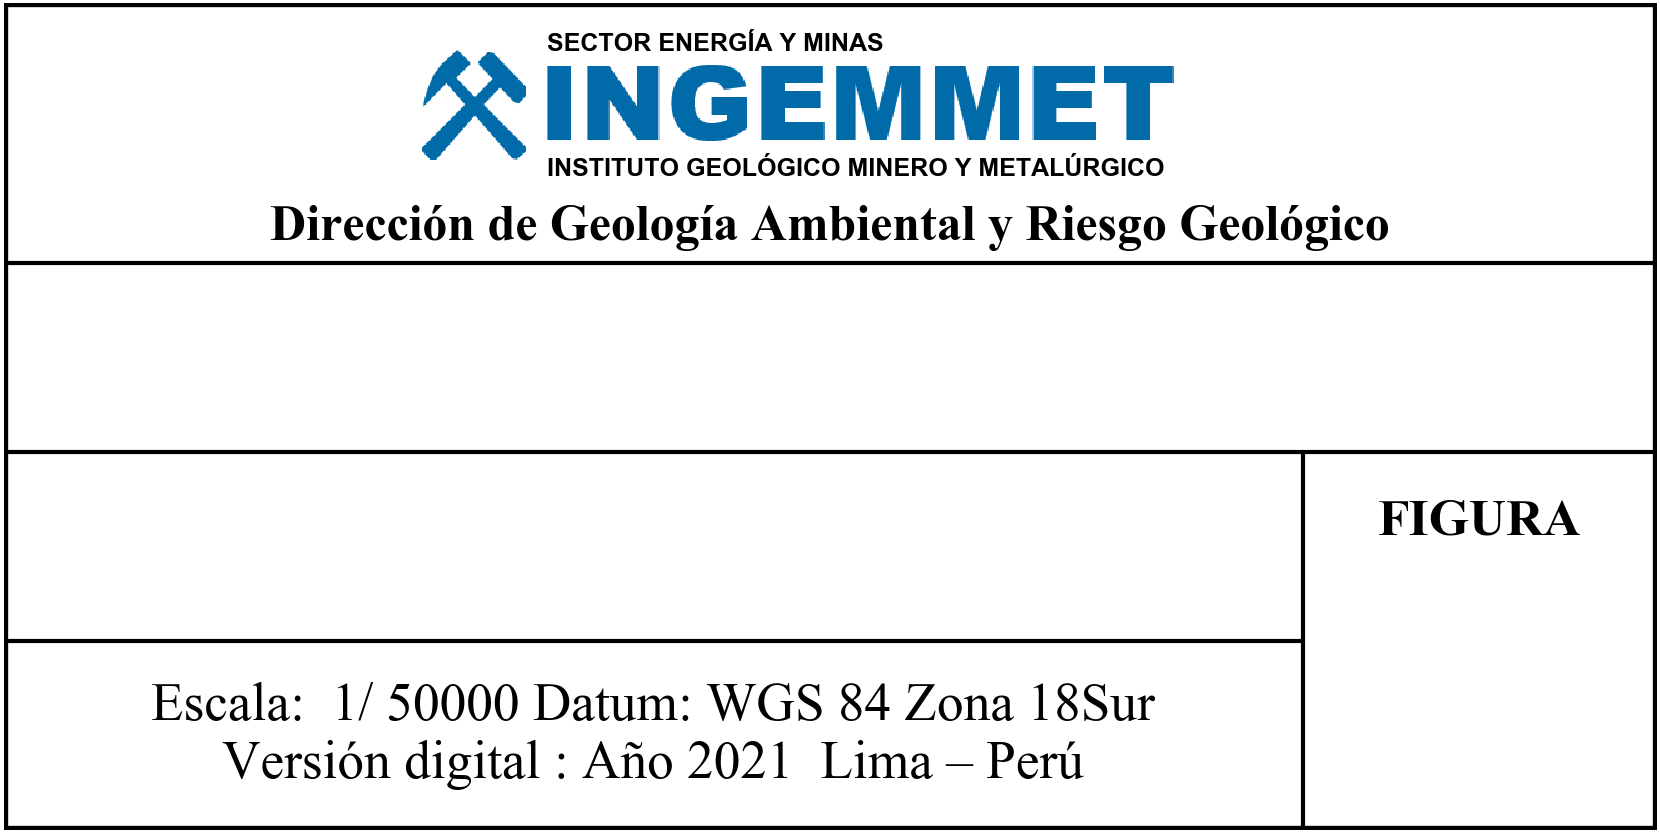 SECTOR ENERGÍA Y MINAS
INGEMMET
INSTITUTO GEOLÓGICO MINERO Y METALÚRGICO
Dirección de Geología Ambiental y Riesgo Geológico
FIGURA
Escala:  1/ 50000 Datum: WGS 84 Zona 18Sur
Versión digital : Año 2021  Lima – Perú